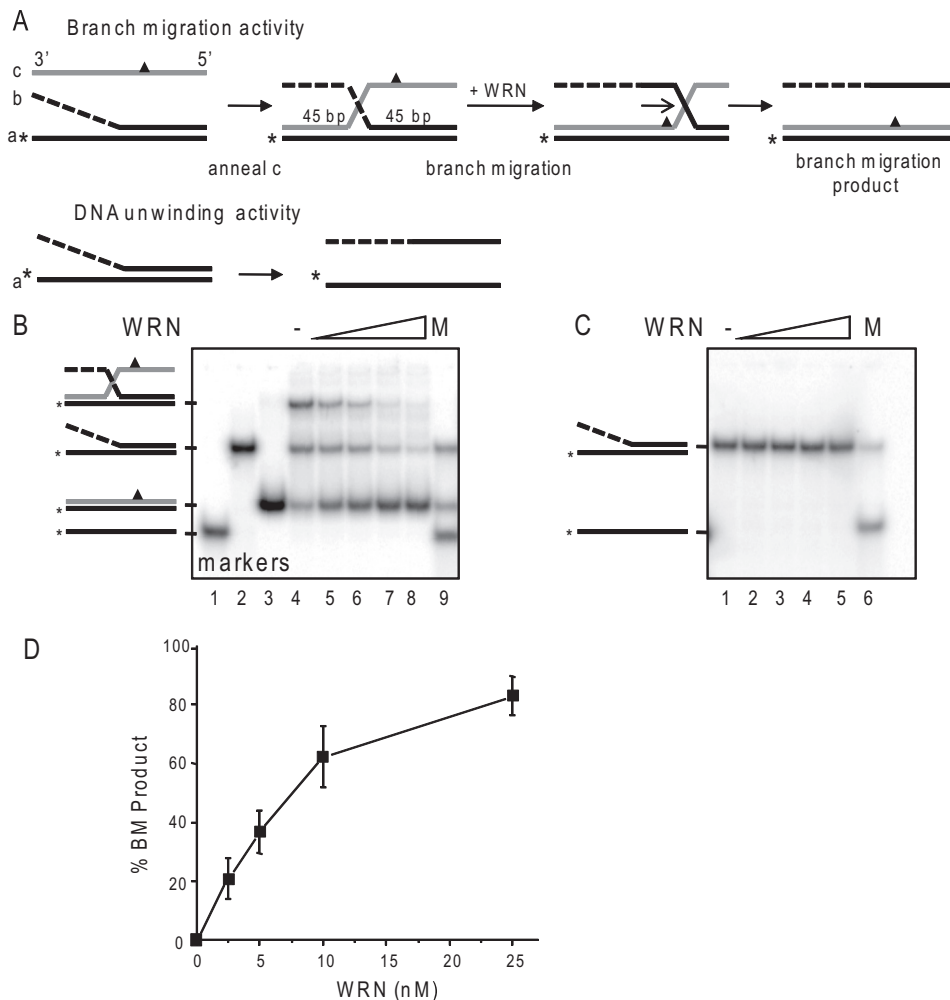 A
Branch migration activity
3' 5'
c
b
a*
45 bp 45 bp
*
+ WRN
*
*
anneal c
branch migration
branch migration
product
DNA unwinding activity
a*
*
B WRN - M
*
*
*
*
markers
1 2 3 4 5 6 7 8 9
C WRN - M
*
*
1 2 3 4 5 6
D
100
80
60
40
20
0
% BM Product
0 5 10 15 20 25
WRN (nM)